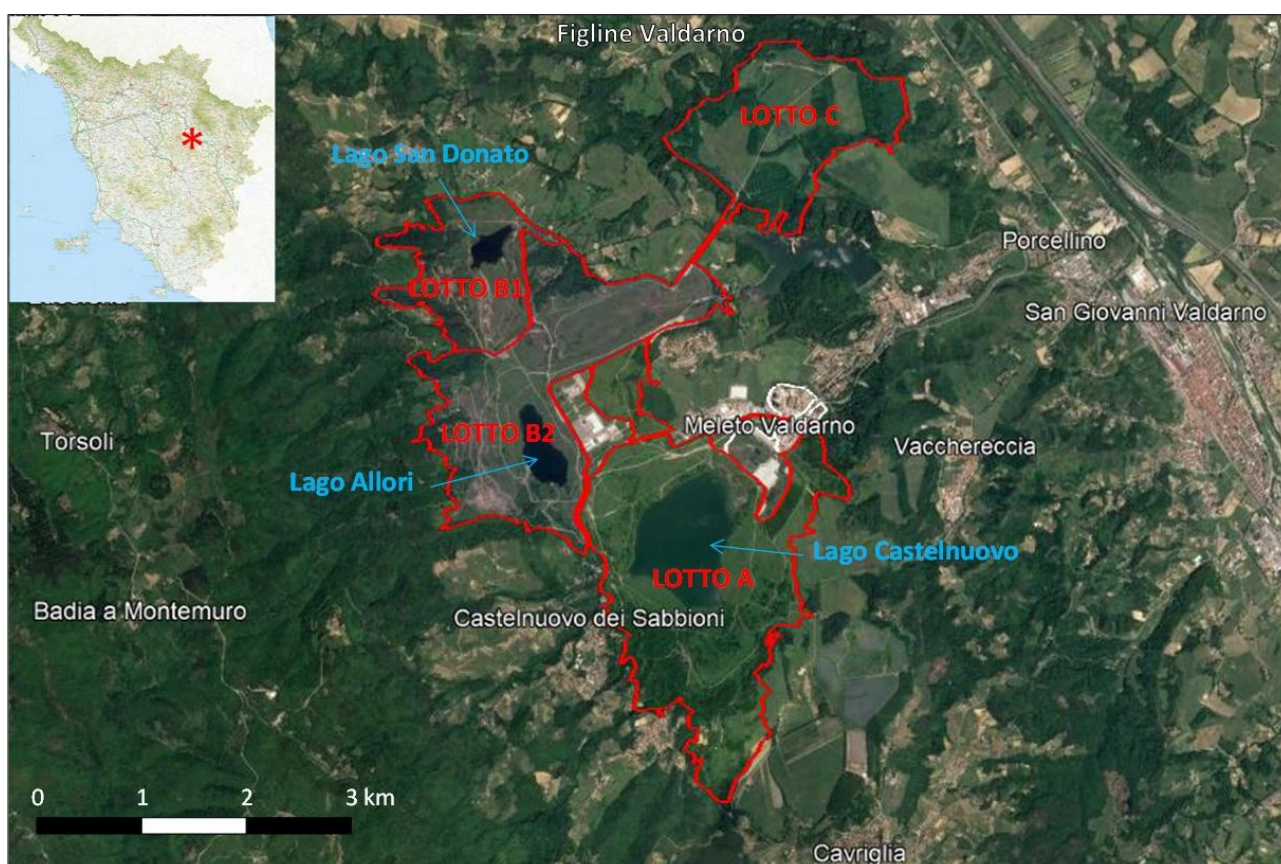 Figline Valdarno
LOTTO C
Lago San Donato
Porcellino
LOTTO B1
San Giovanni Valdarno
Meleto Valdarno
Torsoli
LOTTO B2
Vacchereccia
Lago Allori
Lago Castelnuovo
LOTTO A
Badia a Montemuro
Castelnuovo dei Sabbioni
0 1 2 3 km
Cavriglia